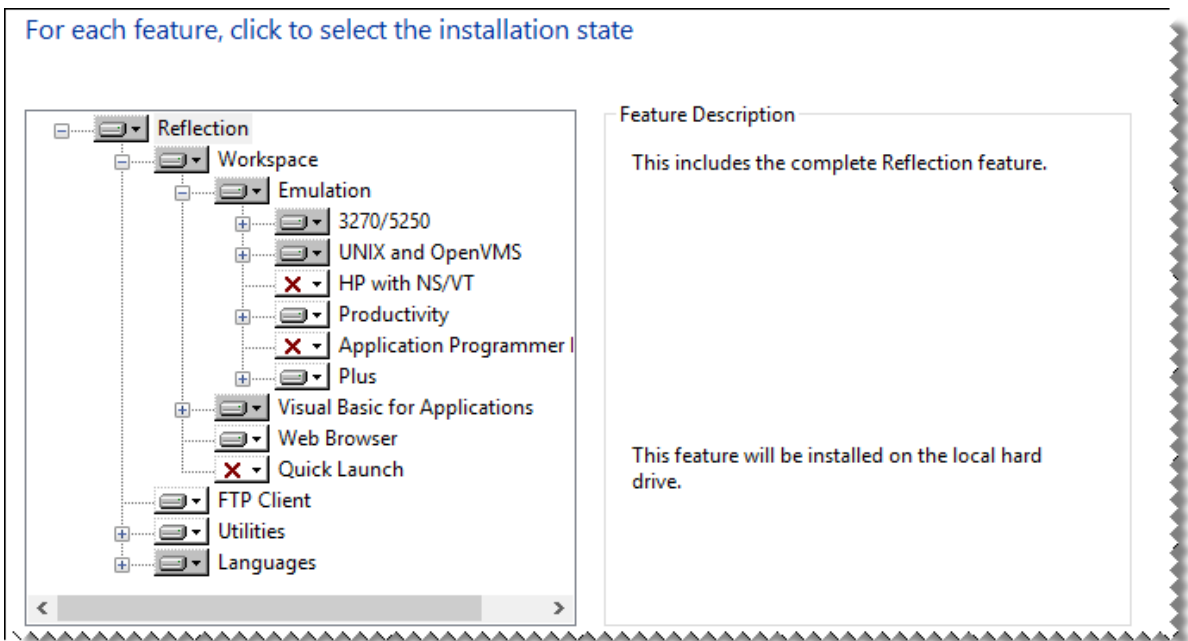 For each feature, click to select the installation state
Reflection
Workspace
Emulation
3270/5250
UNIX and OpenVMS
HP with NS/VT
Productivity
Application Programmer I
Plus
Visual Basic for Applications
Web Browser
Quick Launch
FTP Client
Utilities
Languages
Feature Description
This includes the complete Reflection feature.
This feature will be installed on the local hard
drive.